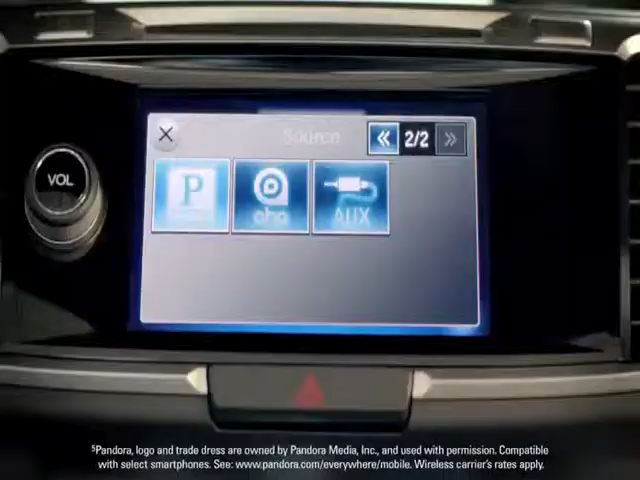 Source
2/2
VOL
P
aha
AUX
⁵Pandora, logo and trade dress are owned by Pandora Media, Inc., and used with permission. Compatible
with select smartphones. See: www.pandora.com/everywhere/mobile. Wireless carrier's rates apply.